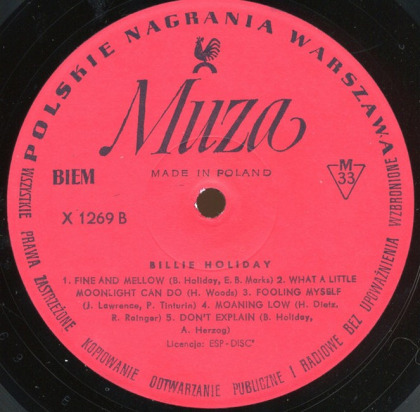 POLSKIE NAGRANIA WARSZAWA
Muza
MADE IN POLAND
BIEM
M
33
X 1269 B
BILLIE HOLIDAY
1. FINE AND MELLOW (B. Holiday, E. B. Marks) 2. WHAT A LITTLE
MOONLIGHT CAN DO (H. Woods) 3. FOOLING MYSELF
(J. Lawrence, P. Tinturin) 4. MOANING LOW (H. Dietz,
R. Rainger) 5. DON'T EXPLAIN (B. Holiday,
A. Herzog)
Licencja: ESP-DISC'
WSZYSTKIE PRAWA ZASTRZEŻONE KOPIOWANIE ODTWARZANIE PUBLICZNE I RADIOWE BEZ UPOWAŻNIENIA WZBRONIONE